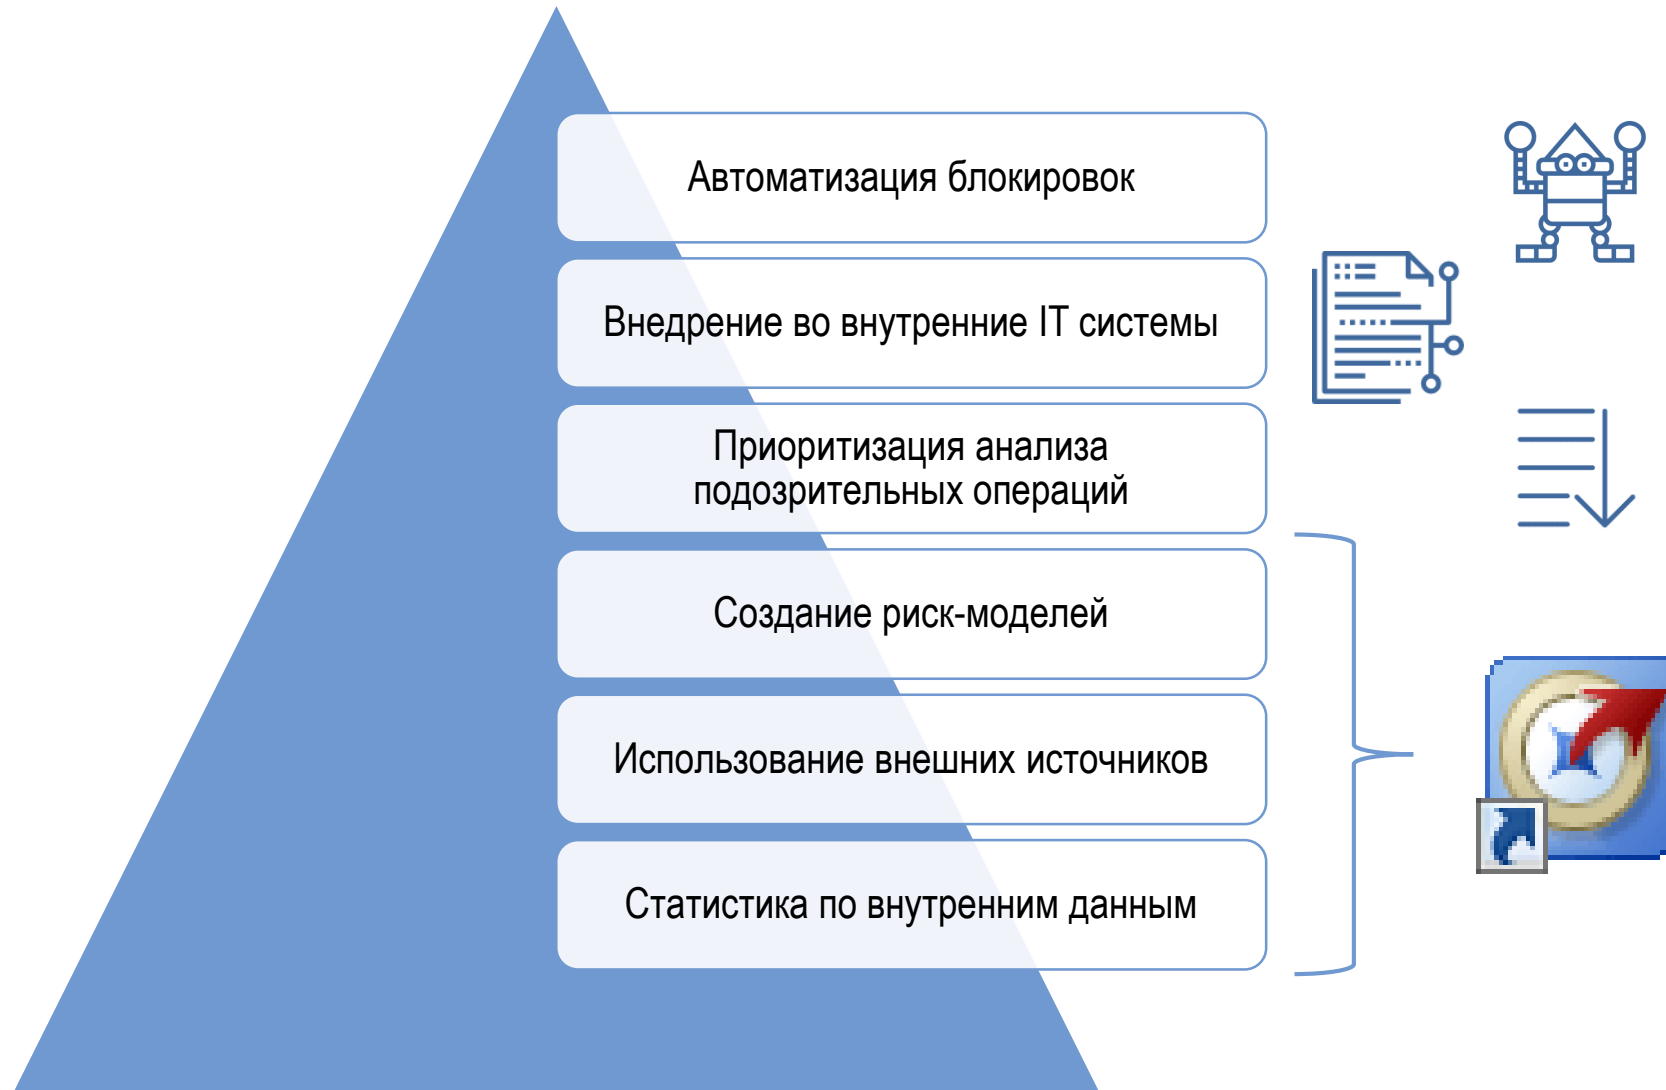 Автоматизация блокировок
Внедрение во внутренние IT системы
Приоритизация анализа
подозрительных операций
Создание риск-моделей
Использование внешних источников
Статистика по внутренним данным